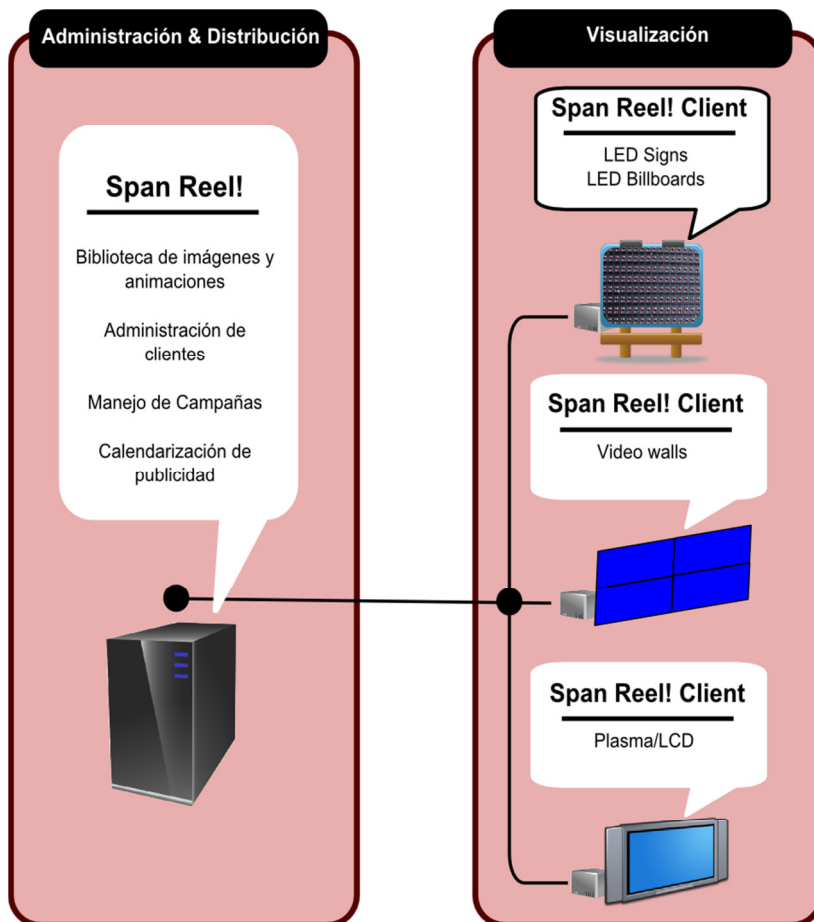 Administración & Distribución
Span Reel!
Biblioteca de imágenes y
animaciones
Administración de
clientes
Manejo de Campañas
Calendarización de
publicidad
Visualización
Span Reel! Client
LED Signs
LED Billboards
Span Reel! Client
Video walls
Span Reel! Client
Plasma/LCD